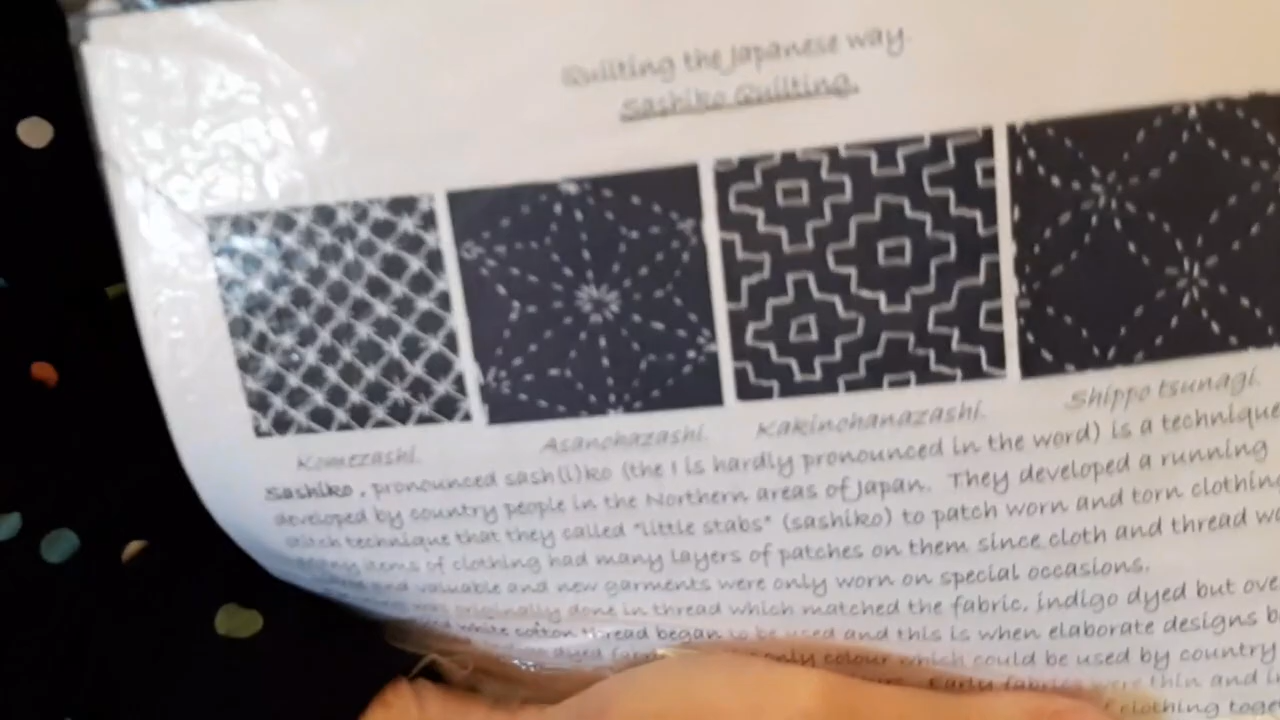 Quilting the Japanese way.
Sashiko Quilting.
Komezashi. Asanohazashi. Kakinohanazashi. Shippo tsunagi.
Sashiko, pronounced sash(i)ko (the I is hardly pronounced in the word) is a technique
developed by country people in the Northern areas of Japan. They developed a running
stitch technique that they called "little stabs" (sashiko) to patch worn and torn clothing
Many items of clothing had many layers of patches on them since cloth and thread
and valuable and new garments were only worn on special occasions.
was originally done in thread which matched the fabric, indigo dyed but
white cotton thread began to be used and this is when elaborate designs
dyed only colour which could be used by country
Early fabrics were thin and
of clothing